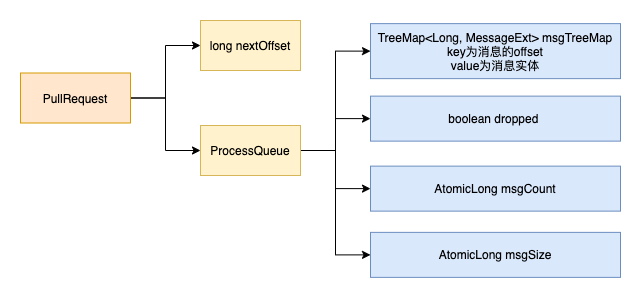 PullRequest
long nextOffset
ProcessQueue
TreeMap<Long, MessageExt> msgTreeMap
key为消息的offset
value为消息实体
boolean dropped
AtomicLong msgCount
AtomicLong msgSize